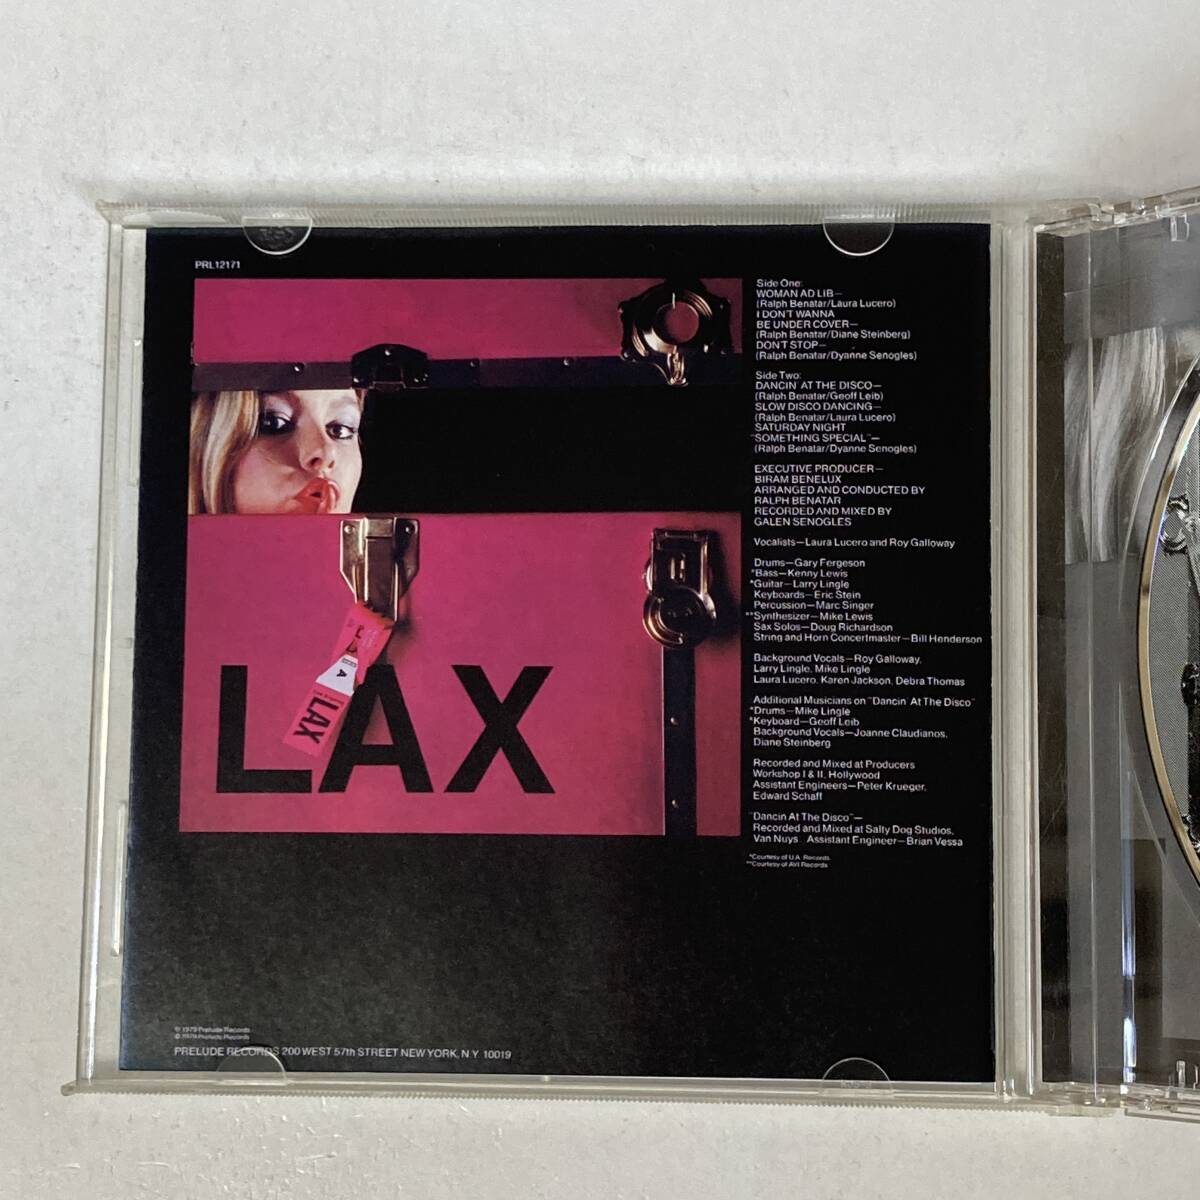 PRL12171
LAX
A
LAX
Side One:
WOMAN AD LIB—
(Ralph Benatar/Laura Lucero)
I DON'T WANNA
BE UNDER COVER—
(Ralph Benatar/Diane Steinberg)
DON'T STOP—
(Ralph Benatar/Dyanne Senogles)
Side Two:
DANCIN' AT THE DISCO—
(Ralph Benatar/Geoff Leib)
SLOW DISCO DANCING—
(Ralph Benatar/Laura Lucero)
SATURDAY NIGHT
"SOMETHING SPECIAL"—
(Ralph Benatar/Dyanne Senogles)
EXECUTIVE PRODUCER—
BIRAM BENELUX
ARRANGED AND CONDUCTED BY
RALPH BENATAR
RECORDED AND MIXED BY
GALEN SENOGLES
Vocalists—Laura Lucero and Roy Galloway
Drums—Gary Fergeson
*Bass—Kenny Lewis
*Guitar—Larry Lingle
Keyboards—Eric Stein
Percussion—Marc Singer
**Synthesizer—Mike Lewis
Sax Solos—Doug Richardson
String and Horn Concertmaster—Bill Henderson
Background Vocals—Roy Galloway,
Larry Lingle, Mike Lingle
Laura Lucero, Karen Jackson, Debra Thomas
Additional Musicians on "Dancin' At The Disco"
*Drums—Mike Lingle
*Keyboard—Geoff Leib
Background Vocals—Joanne Claudianos,
Diane Steinberg
Recorded and Mixed at Producers
Workshop I & II, Hollywood
Assistant Engineers—Peter Krueger,
Edward Schaff
"Dancin At The Disco"—
Recorded and Mixed at Salty Dog Studios,
Van Nuys. Assistant Engineer—Brian Vessa
*Courtesy of U.A. Records
**Courtesy of AVI Records
℗ 1979 Prelude Records
© 1979 Prelude Records
PRELUDE RECORDS 200 WEST 57th STREET NEW YORK, N.Y. 10019